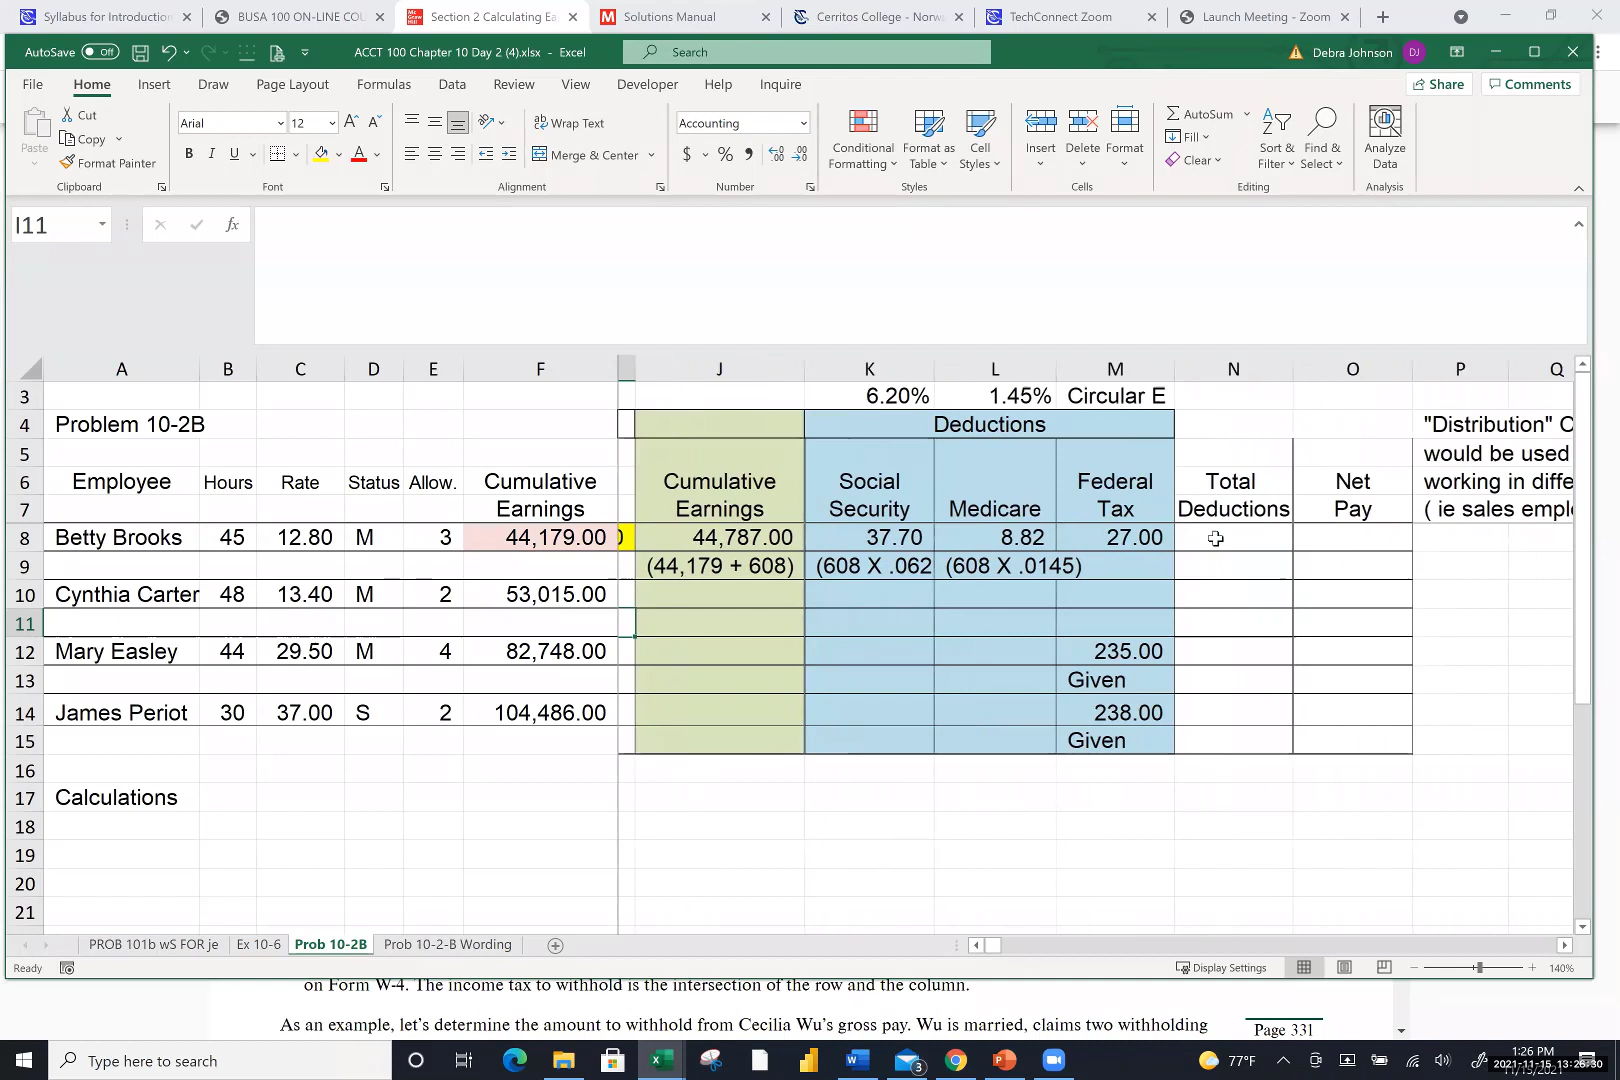 Syllabus for Introduction × BUSA 100 ON-LINE COU × Section 2 Calculating Ea × Solutions Manual × Cerritos College - Norw × TechConnect Zoom × Launch Meeting - Zoom × +
AutoSave Off ACCT 100 Chapter 10 Day 2 (4).xlsx - Excel Search Debra Johnson DJ
File Home Insert Draw Page Layout Formulas Data Review View Developer Help Inquire Share Comments
Paste Cut Copy Format Painter
Arial 12 B I U
Wrap Text Merge & Center
Accounting $ %
Conditional Formatting Format as Table Cell Styles
Insert Delete Format
AutoSum Fill Clear Sort & Filter Find & Select
Analyze Data
Clipboard Font Alignment Number Styles Cells Editing Analysis
I11 fx
A B C D E F J K L M N O P Q
3 6.20% 1.45% Circular E
4 Problem 10-2B Deductions "Distribution" C
5 would be used
6 Employee Hours Rate Status Allow. Cumulative Cumulative Social Federal Total Net working in diffe
7 Earnings Earnings Security Medicare Tax Deductions Pay ( ie sales empl
8 Betty Brooks 45 12.80 M 3 44,179.00 44,787.00 37.70 8.82 27.00
9 (44,179 + 608) (608 X .062 (608 X .0145)
10 Cynthia Carter 48 13.40 M 2 53,015.00
11
12 Mary Easley 44 29.50 M 4 82,748.00 235.00
13 Given
14 James Periot 30 37.00 S 2 104,486.00 238.00
15 Given
16
17 Calculations
18
19
20
21
PROB 101b wS FOR je Ex 10-6 Prob 10-2B Prob 10-2-B Wording
Ready Display Settings 140%
on Form W-4. The income tax to withhold is the intersection of the row and the column.
As an example, let's determine the amount to withhold from Cecilia Wu's gross pay. Wu is married, claims two withholding
Page 331
Type here to search 3 77°F 1:26 PM
2021-11-15 13:26:30